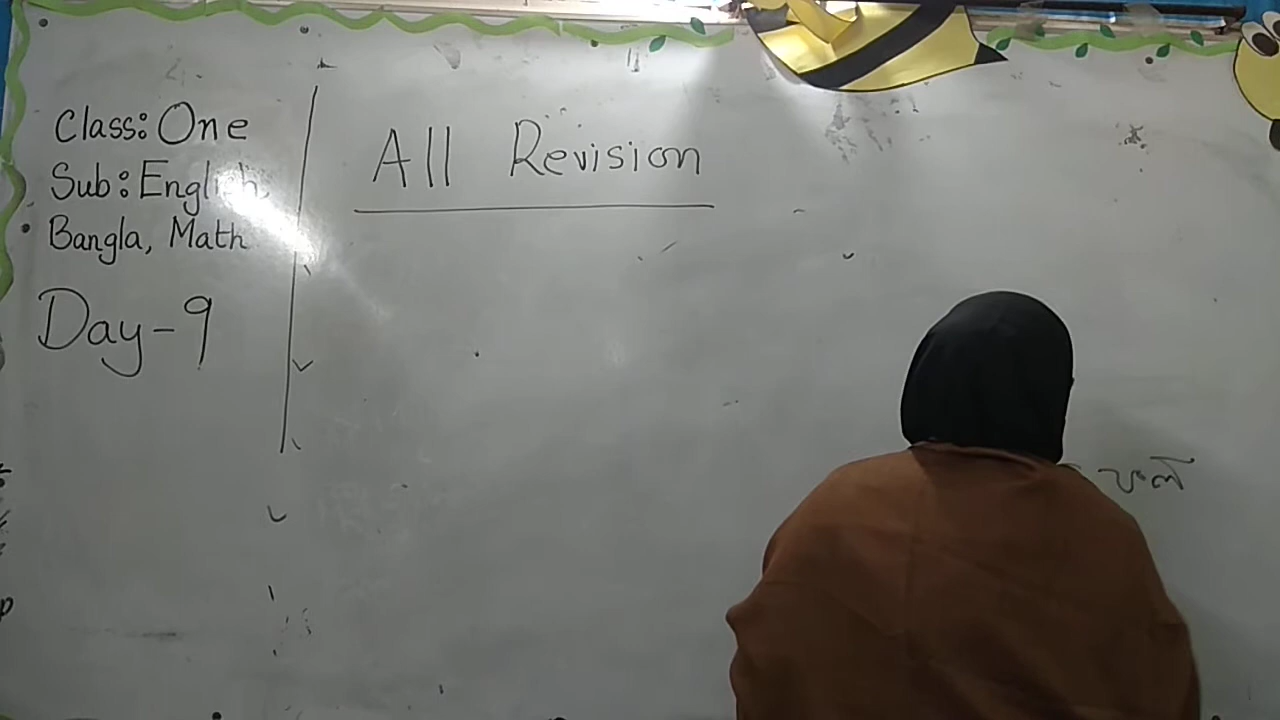 Class: One
Sub: English
Bangla, Math
Day-9
All Revision